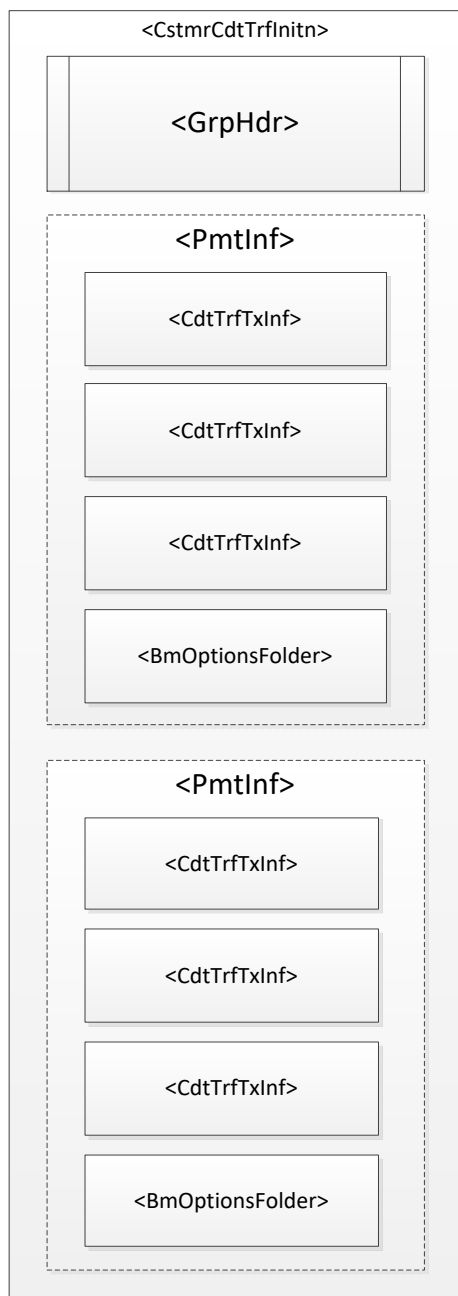 <CstmrCdtTrfInitn>
<GrpHdr>
<PmtInf>
<CdtTrfTxInf>
<CdtTrfTxInf>
<CdtTrfTxInf>
<BmOptionsFolder>
<PmtInf>
<CdtTrfTxInf>
<CdtTrfTxInf>
<CdtTrfTxInf>
<BmOptionsFolder>